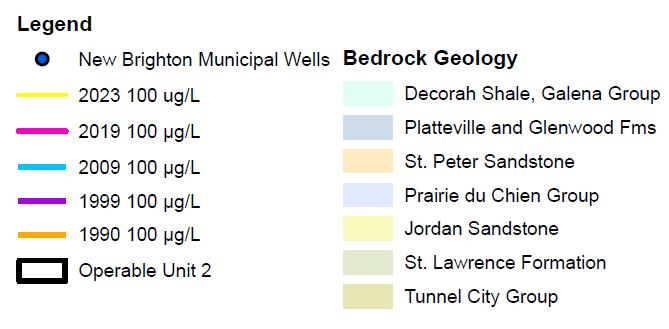 Legend
New Brighton Municipal Wells
2023 100 ug/L
2019 100 µg/L
2009 100 µg/L
1999 100 µg/L
1990 100 µg/L
Operable Unit 2
Bedrock Geology
Decorah Shale, Galena Group
Platteville and Glenwood Fms
St. Peter Sandstone
Prairie du Chien Group
Jordan Sandstone
St. Lawrence Formation
Tunnel City Group